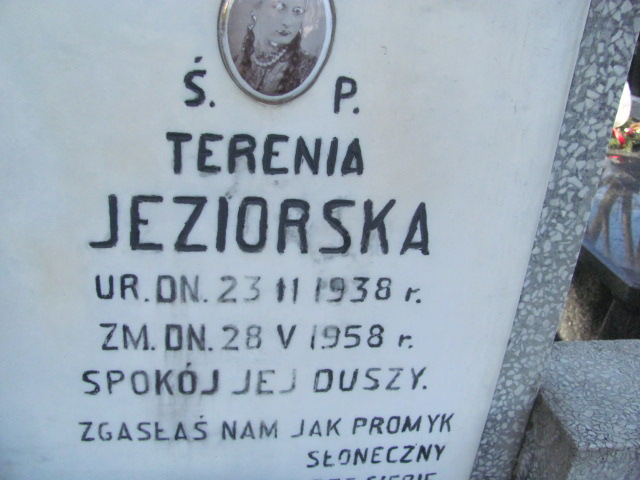 Ś. P.
TERENIA
JEZIORSKA
UR. DN. 23 II 1938 r.
ZM. DN. 28 V 1958 r.
SPOKÓJ JEJ DUSZY.
ZGASŁAŚ NAM JAK PROMYK
SŁONECZNY